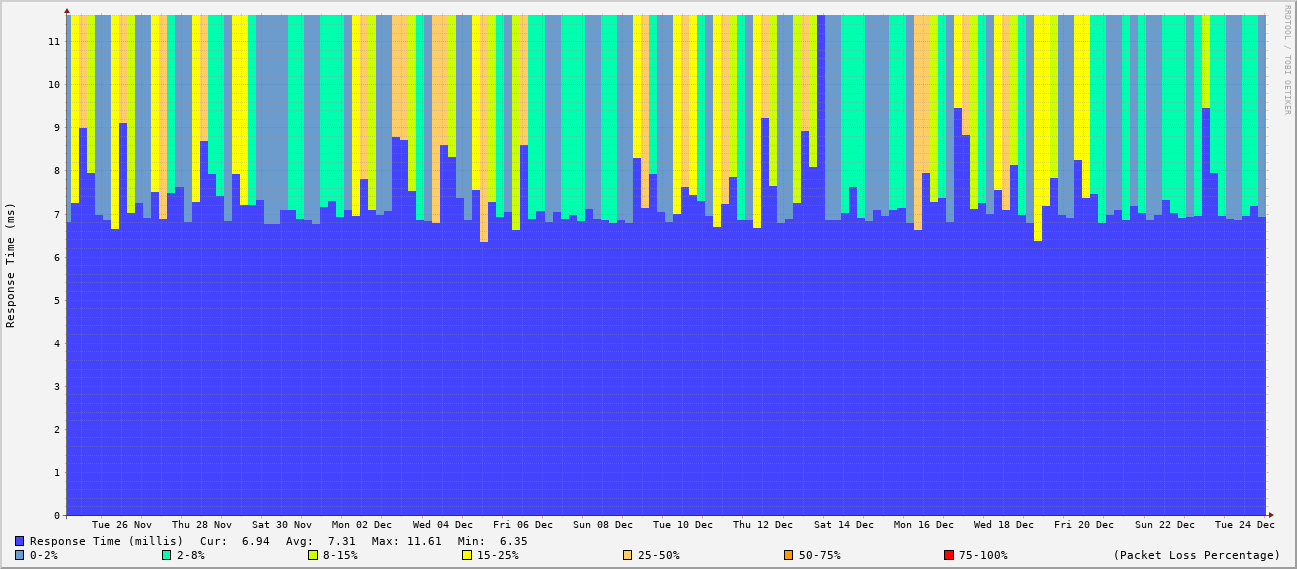 RRDTOOL / TOBI OETIKER
Response Time (ms)
11
10
9
8
7
6
5
4
3
2
1
0
Tue 26 Nov Thu 28 Nov Sat 30 Nov Mon 02 Dec Wed 04 Dec Fri 06 Dec Sun 08 Dec Tue 10 Dec Thu 12 Dec Sat 14 Dec Mon 16 Dec Wed 18 Dec Fri 20 Dec Sun 22 Dec Tue 24 Dec
Response Time (millis) Cur: 6.94 Avg: 7.31 Max: 11.61 Min: 6.35
0-2% 2-8% 8-15% 15-25% 25-50% 50-75% 75-100% (Packet Loss Percentage)